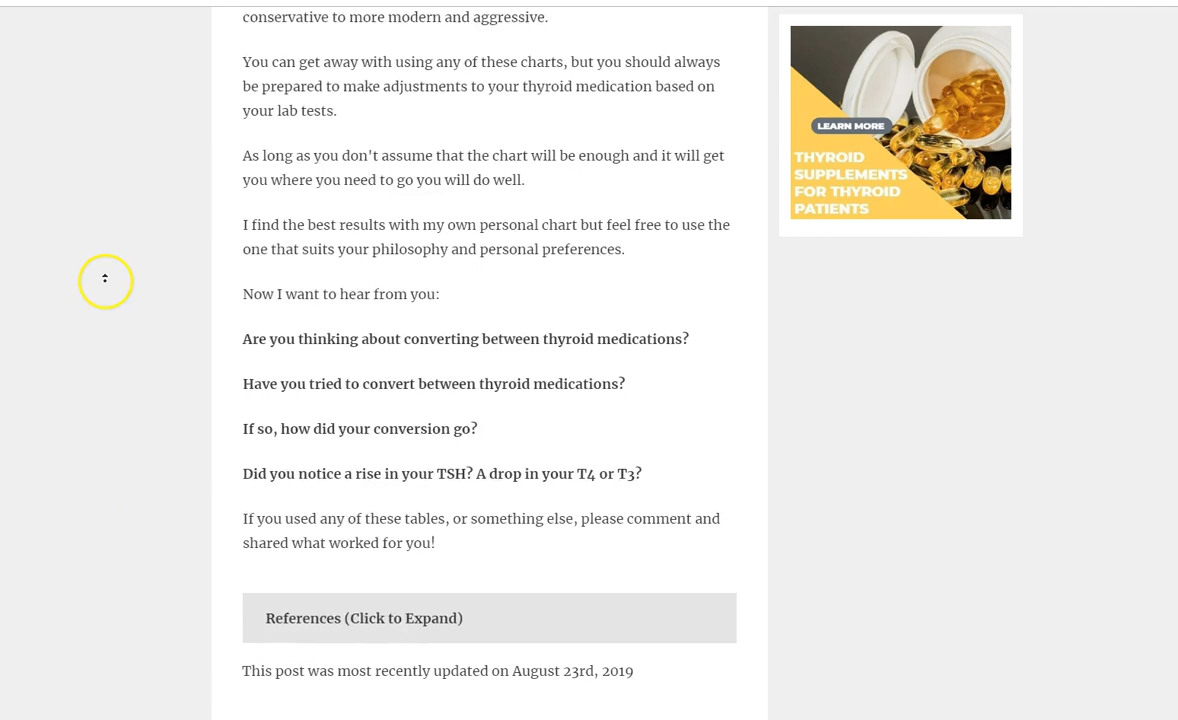 conservative to more modern and aggressive.
You can get away with using any of these charts, but you should always
be prepared to make adjustments to your thyroid medication based on
your lab tests.
As long as you don't assume that the chart will be enough and it will get
you where you need to go you will do well.
I find the best results with my own personal chart but feel free to use the
one that suits your philosophy and personal preferences.
Now I want to hear from you:
Are you thinking about converting between thyroid medications?
Have you tried to convert between thyroid medications?
If so, how did your conversion go?
Did you notice a rise in your TSH? A drop in your T4 or T3?
If you used any of these tables, or something else, please comment and
shared what worked for you!
References (Click to Expand)
This post was most recently updated on August 23rd, 2019
LEARN MORE
THYROID
SUPPLEMENTS
FOR THYROID
PATIENTS